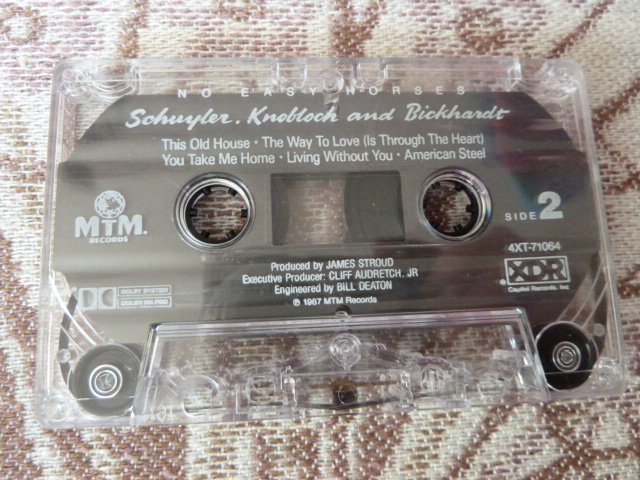 NO EASY HORSES
Schuyler, Knobloch and Bickhardt
This Old House • The Way To Love (Is Through The Heart)
You Take Me Home • Living Without You • American Steel
MTM.
RECORDS
SIDE 2
4XT-71064
XDR
Capitol Records, Inc
Produced by JAMES STROUD
Executive Producer: CLIFF AUDRETCH, JR
Engineered by BILL DEATON
℗ 1987 MTM Records
DOLBY SYSTEM
DOLBY HX PRO